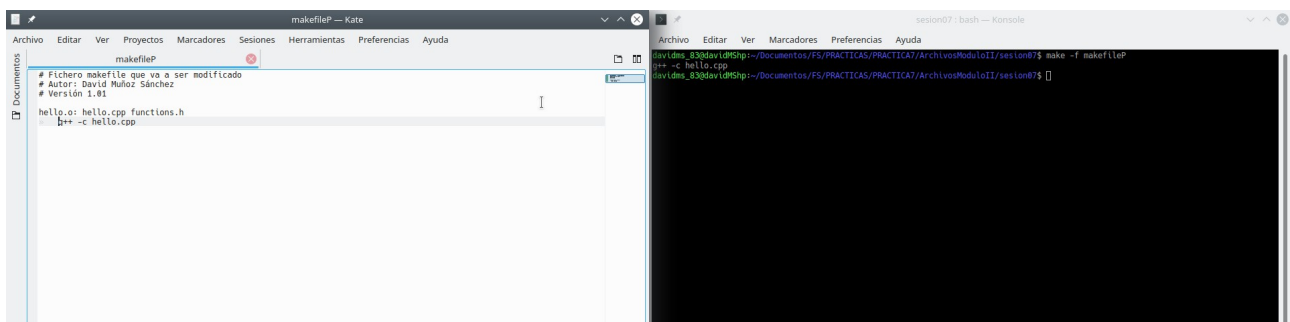 makefileP — Kate
Archivo Editar Ver Proyectos Marcadores Sesiones Herramientas Preferencias Ayuda
Documentos
makefileP
# Fichero makefile que va a ser modificado
# Autor: David Muñoz Sánchez
# Versión 1.01
hello.o: hello.cpp functions.h
g++ -c hello.cpp
sesion07 : bash — Konsole
Archivo Editar Ver Marcadores Preferencias Ayuda
davidms_83@davidMShp:~/Documentos/FS/PRACTICAS/PRACTICA7/ArchivosModuloII/sesion07$ make -f makefileP
g++ -c hello.cpp
davidms_83@davidMShp:~/Documentos/FS/PRACTICAS/PRACTICA7/ArchivosModuloII/sesion07$